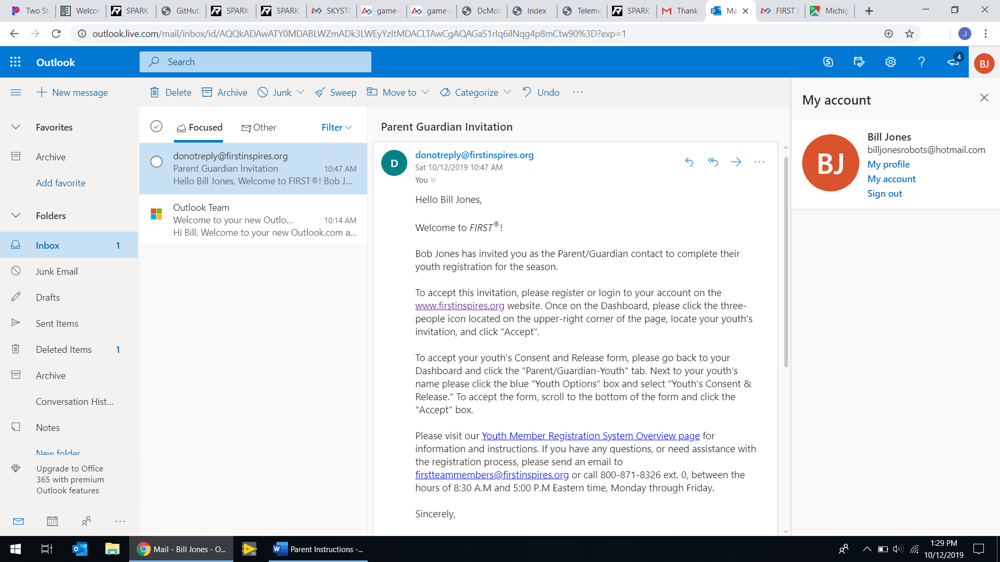 Two St
Welcor
SPARK
GitHub
SPARK
SPARK
SKYSTO
game-
game-
DcMot
Index
Teleme
SPARK
Thank
Ma
FIRST
Michig
outlook.live.com/mail/inbox/id/AQQkADAwATY0MDABLWZmADk3LWEyYzItMDACLTAwCgAQAGaS1rIq6ilNqg4p8mCtw90%3D?exp=1
J
Outlook
Search
4
BJ
New message
Delete
Archive
Junk
Sweep
Move to
Categorize
Undo
My account
Favorites
Archive
Add favorite
Folders
Inbox 1
Junk Email
Drafts
Sent Items
Deleted Items 1
Archive
Conversation Hist...
Notes
New folder
Upgrade to Office
365 with premium
Outlook features
Focused
Other
Filter
donotreply@firstinspires.org
Parent Guardian Invitation 10:47 AM
Hello Bill Jones, Welcome to FIRST®! Bob J...
Outlook Team
Welcome to your new Outlo... 10:14 AM
Hi Bill, Welcome to your new Outlook.com a...
Parent Guardian Invitation
D
donotreply@firstinspires.org
Sat 10/12/2019 10:47 AM
You
Hello Bill Jones,
Welcome to FIRST®!
Bob Jones has invited you as the Parent/Guardian contact to complete their
youth registration for the season.
To accept this invitation, please register or login to your account on the
www.firstinspires.org website. Once on the Dashboard, please click the three-
people icon located on the upper-right corner of the page, locate your youth's
invitation, and click "Accept".
To accept your youth's Consent and Release form, please go back to your
Dashboard and click the "Parent/Guardian-Youth" tab. Next to your youth's
name please click the blue "Youth Options" box and select "Youth's Consent &
Release." To accept the form, scroll to the bottom of the form and click the
"Accept" box.
Please visit our Youth Member Registration System Overview page for
information and instructions. If you have any questions, or need assistance with
the registration process, please send an email to
firstteammembers@firstinspires.org or call 800-871-8326 ext. 0, between the
hours of 8:30 A.M and 5:00 P.M Eastern time, Monday through Friday.
Sincerely,
BJ
Bill Jones
billjonesrobots@hotmail.com
My profile
My account
Sign out
Mail - Bill Jones - O...
Parent Instructions -...
1:29 PM
10/12/2019